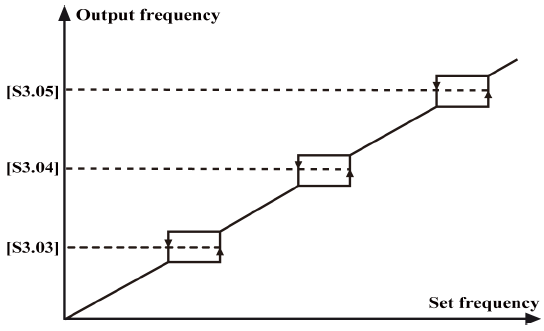 Output frequency
[S3.05]
[S3.04]
[S3.03]
Set frequency